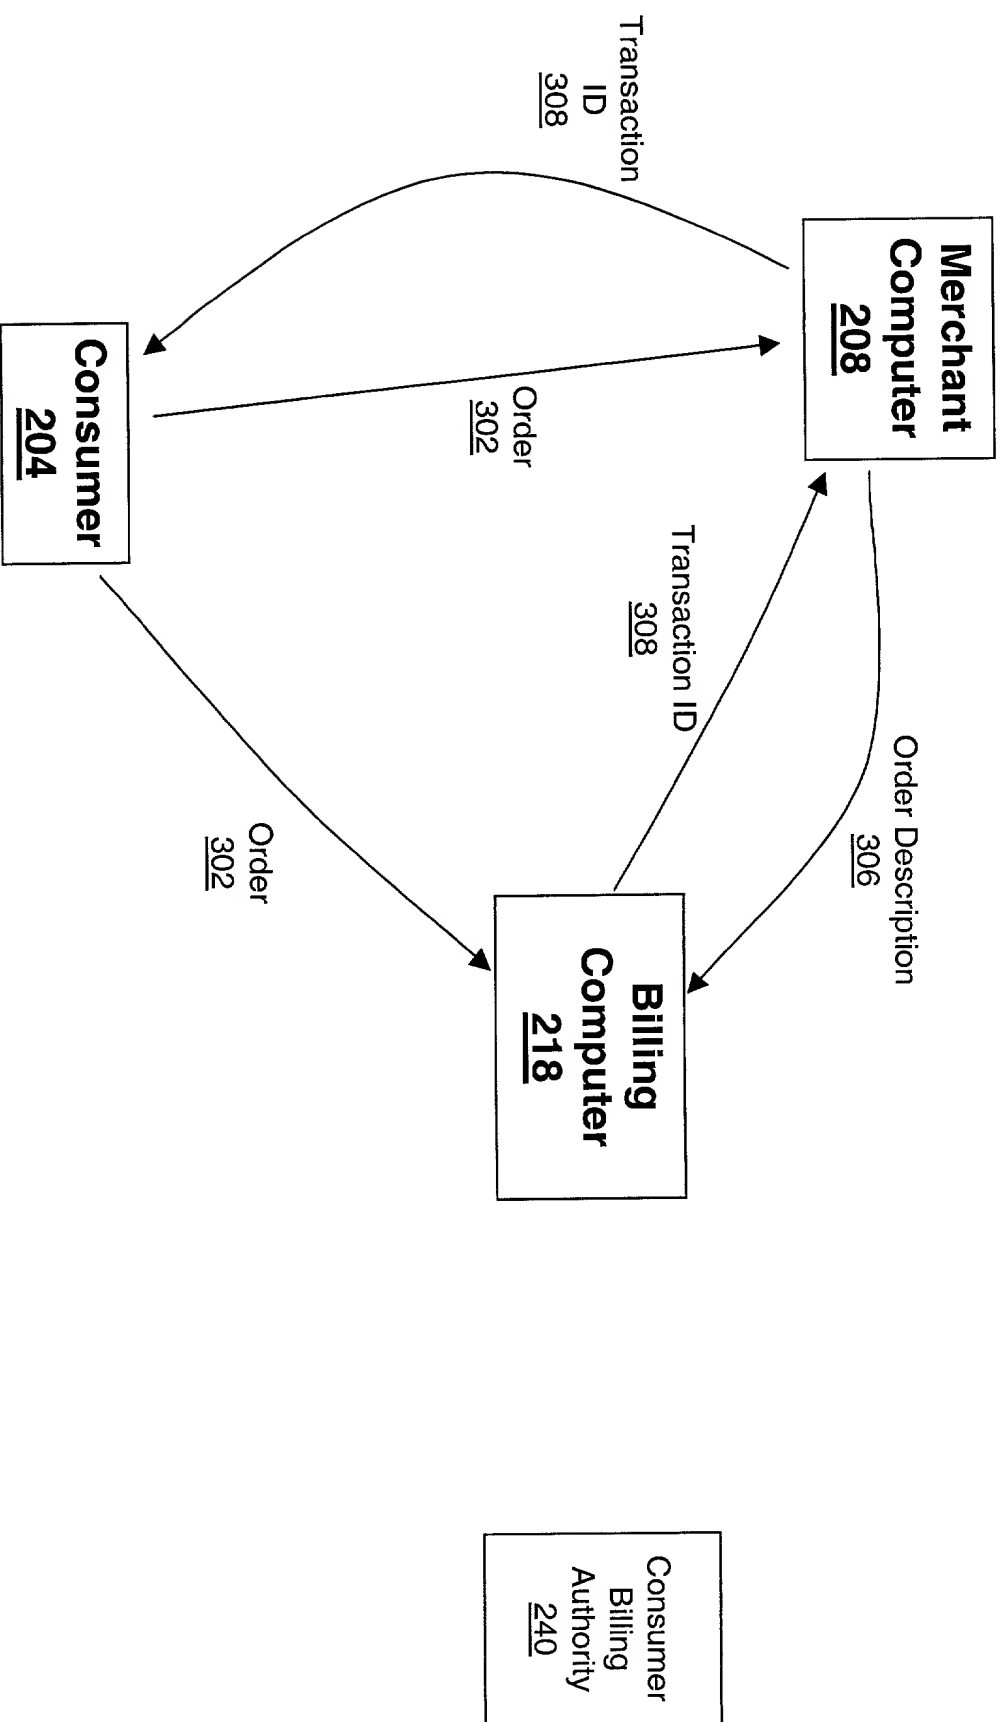 Merchant
Computer
208
Transaction
ID
308
Order
302
Consumer
204
Transaction ID
308
Order Description
306
Billing
Computer
218
Order
302
Consumer
Billing
Authority
240